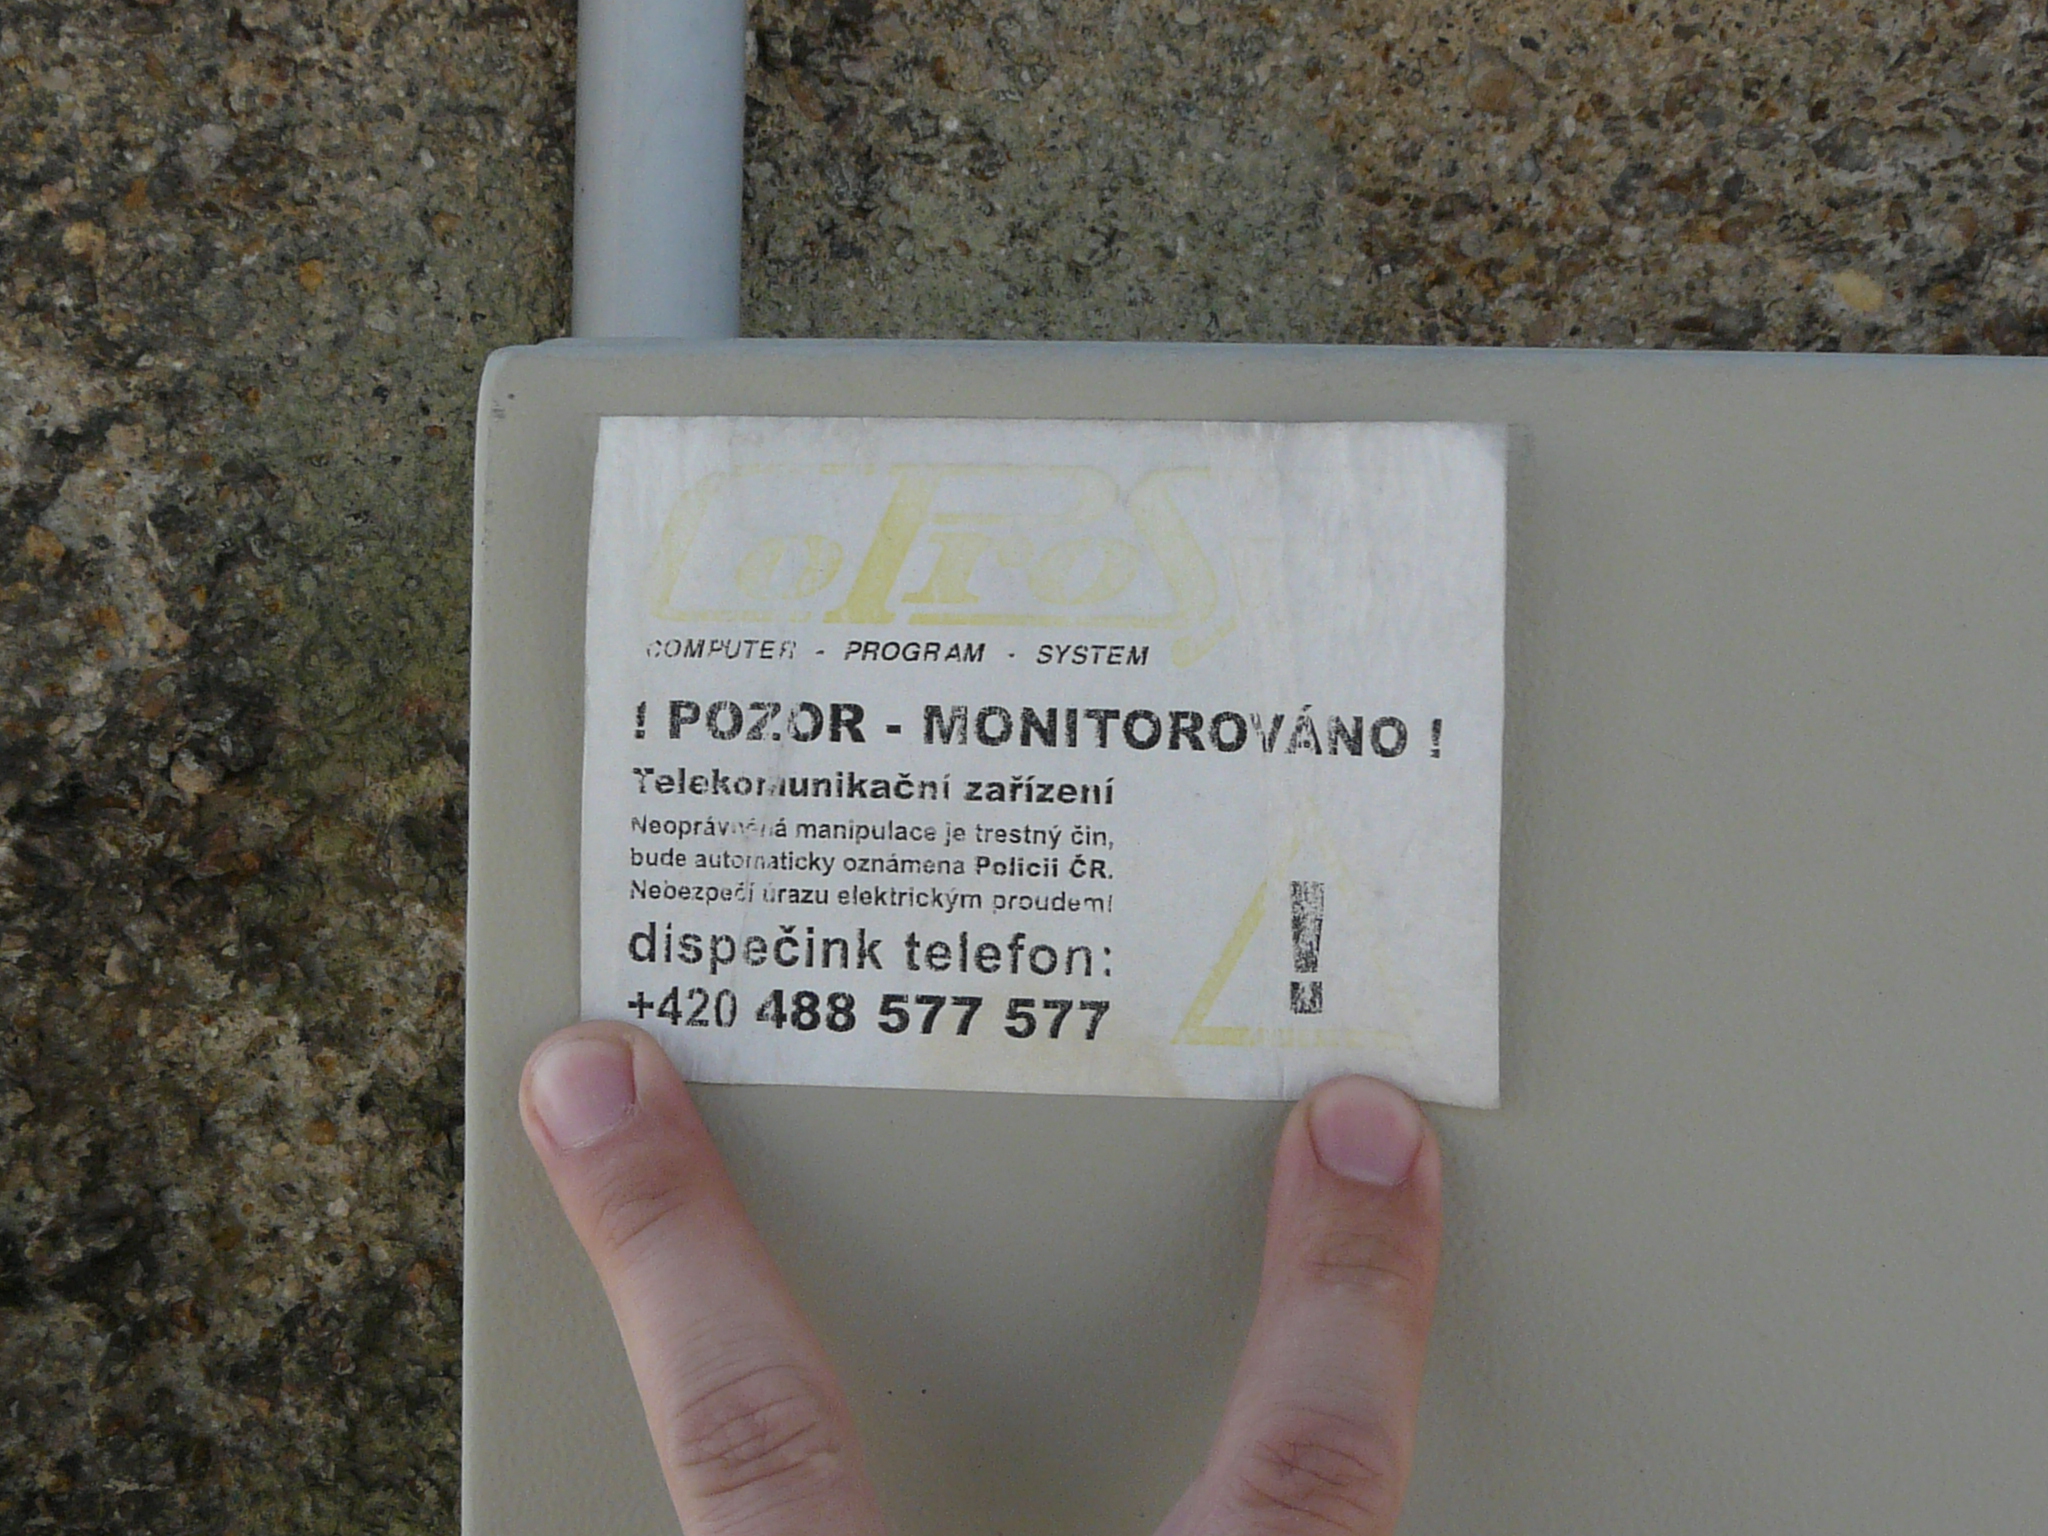 CoProSys
COMPUTER - PROGRAM - SYSTEM
! POZOR - MONITOROVÁNO !
Telekomunikační zařízení
Neoprávněná manipulace je trestný čin,
bude automaticky oznámena Policii ČR.
Nebezpečí úrazu elektrickým proudem!
dispečink telefon:
+420 488 577 577
!